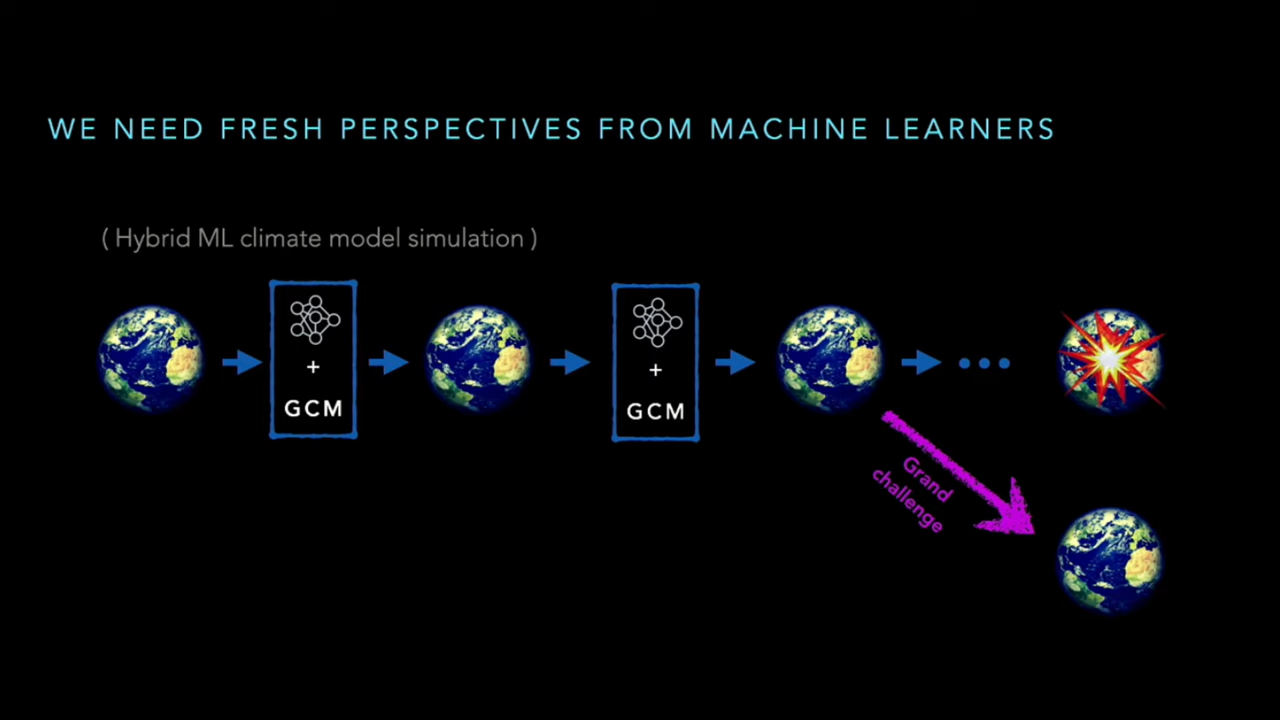 WE NEED FRESH PERSPECTIVES FROM MACHINE LEARNERS
( Hybrid ML climate model simulation )
+
GCM
+
GCM
Grand
challenge